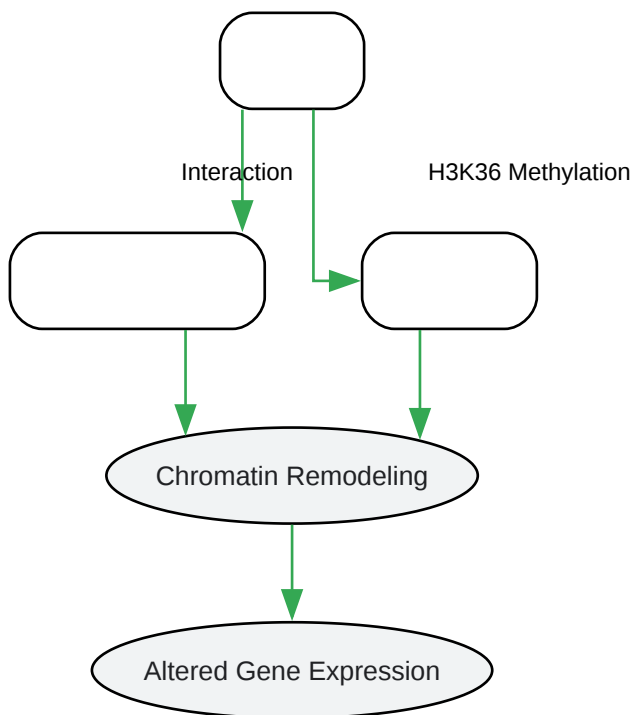 Interaction
H3K36 Methylation
Chromatin Remodeling
Altered Gene Expression